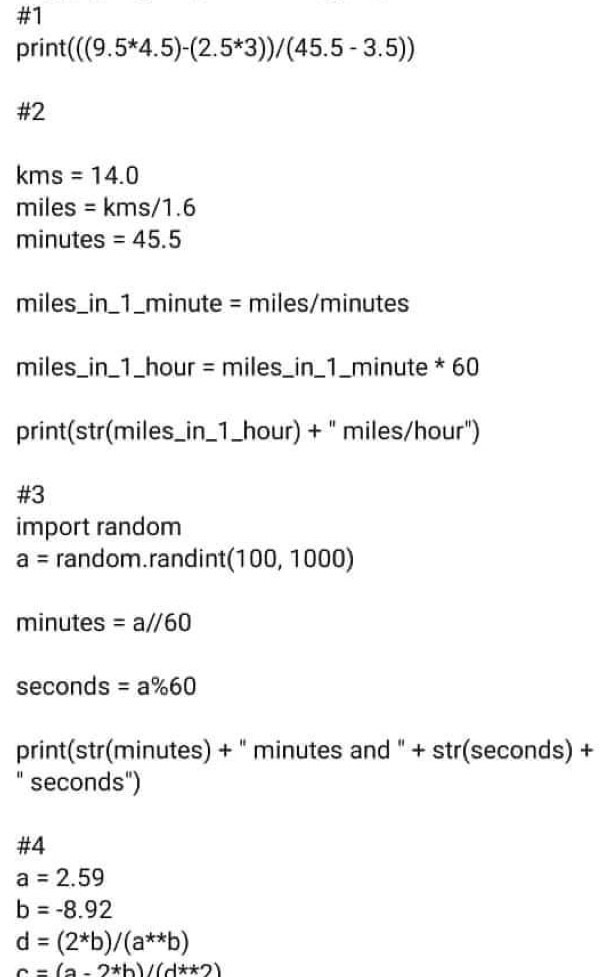 #1
print(((9.5*4.5)-(2.5*3))/(45.5 - 3.5))
#2
kms = 14.0
miles = kms/1.6
minutes = 45.5
miles_in_1_minute = miles/minutes
miles_in_1_hour = miles_in_1_minute * 60
print(str(miles_in_1_hour) + " miles/hour")
#3
import random
a = random.randint(100, 1000)
minutes = a//60
seconds = a%60
print(str(minutes) + " minutes and " + str(seconds) +
" seconds")
#4
a = 2.59
b = -8.92
d = (2*b)/(a**b)
c = (a - 2*b)/(d**2)